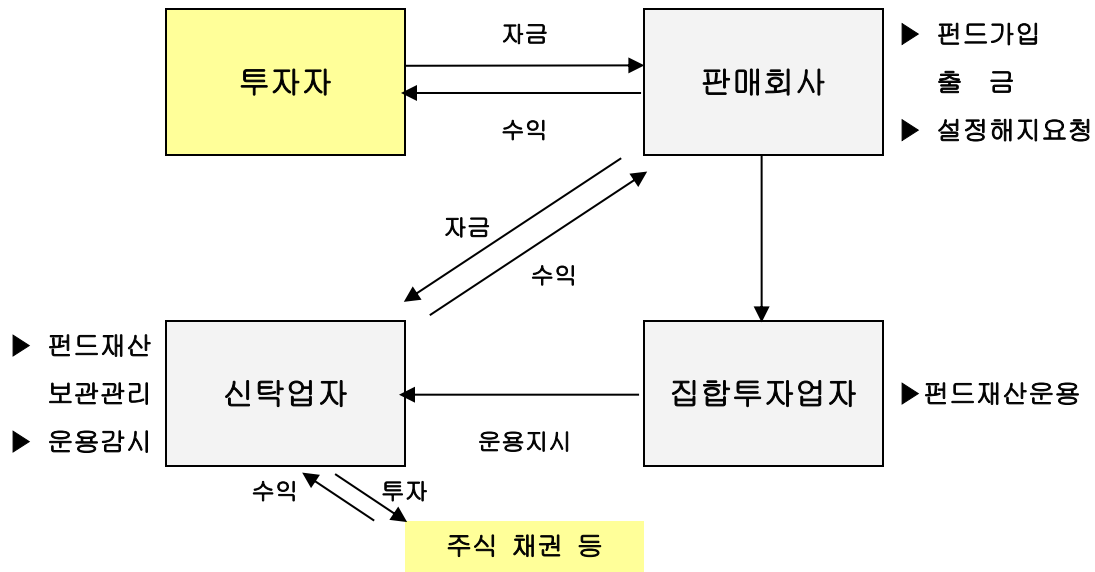 자금
투자자
판매회사
▶ 펀드가입
출 금
▶ 설정해지요청
수익
자금
수익
▶ 펀드재산
보관관리
▶ 운용감시
신탁업자
집합투자업자
▶펀드재산운용
운용지시
수익
투자
주식 채권 등